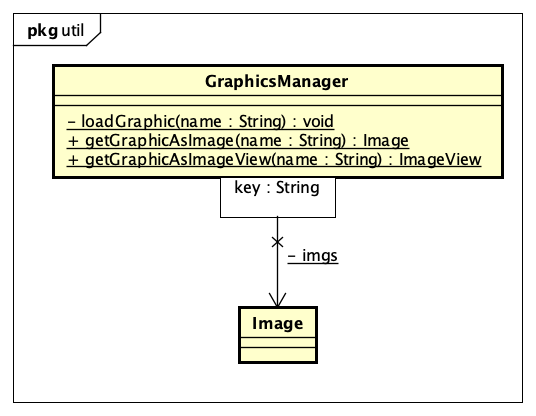 pkg util
GraphicsManager
- loadGraphic(name : String) : void
+ getGraphicAsImage(name : String) : Image
+ getGraphicAsImageView(name : String) : ImageView
key : String
- imgs
Image